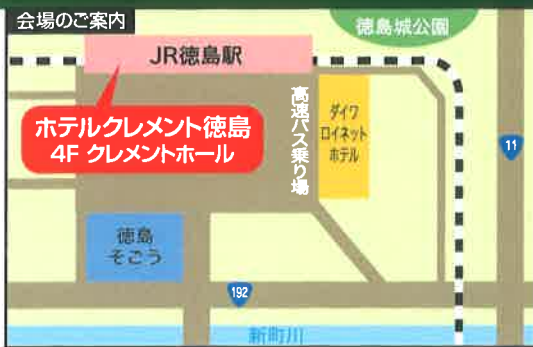 会場のご案内
徳島城公園
JR徳島駅
ホテルクレメント徳島
4F クレメントホール
高速バス乗り場
ダイワ
ロイネット
ホテル
11
徳島
そごう
192
新町川